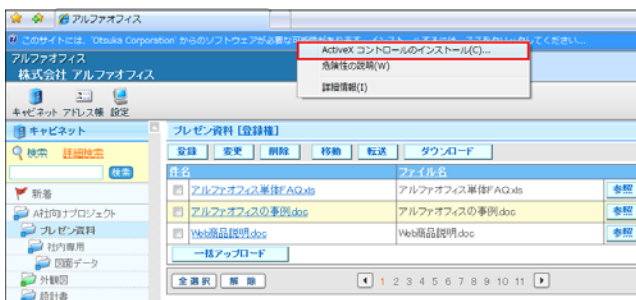 アルファオフィス
このサイトには、'Otsuka Corporation' からのソフトウェアが必要な可能性があります。インストールするには、ここをクリックしてください...
ActiveX コントロールのインストール(C)...
危険性の説明(W)
詳細情報(I)
アルファオフィス
株式会社 アルファオフィス
キャビネット アドレス帳 設定
キャビネット
プレゼン資料 [登録権]
検索 詳細検索
登録 変更 削除 移動 転送 ダウンロード
検索
件名 ファイル名
新着
アルファオフィス単体FAQ.xls アルファオフィス単体FAQ.xls 参照
A社向けプロジェクト
アルファオフィスの事例.doc アルファオフィスの事例.doc 参照
プレゼン資料
Web商品説明.doc Web商品説明.doc 参照
社内専用
一括アップロード
図面データ
外観図
全選択 解除 1 2 3 4 5 6 7 8 9 10 11
設計書